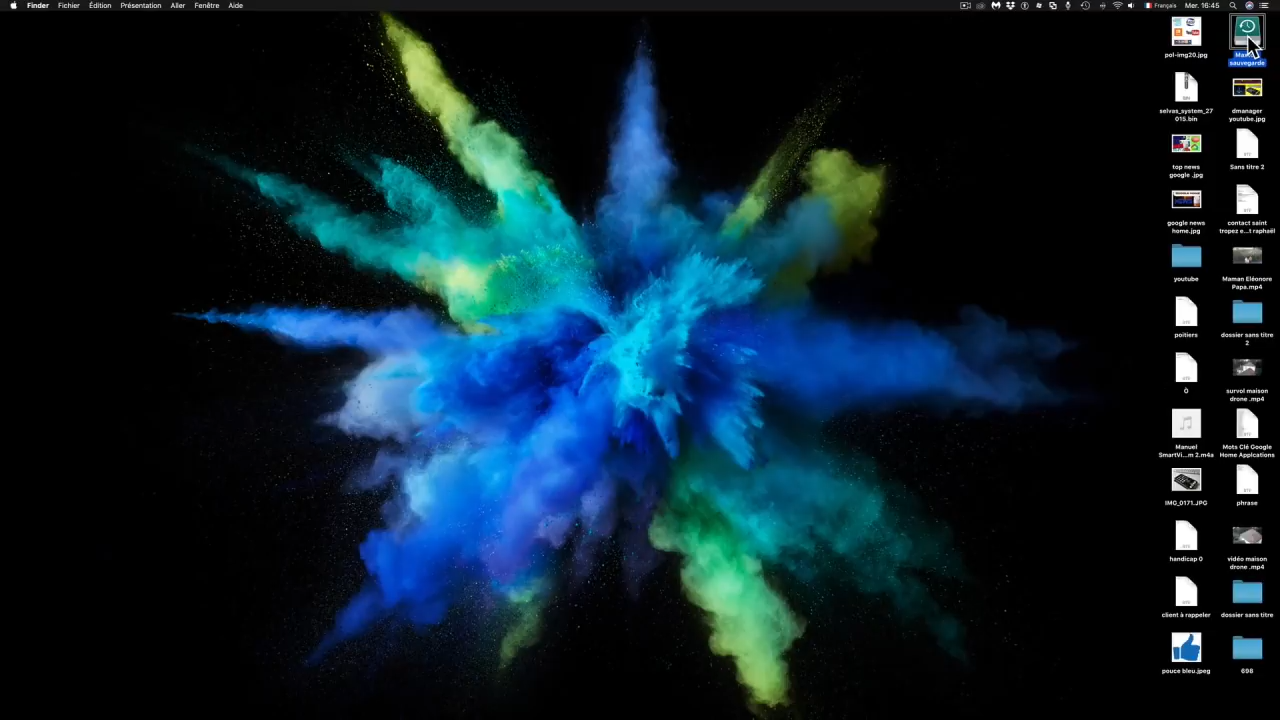 Finder Fichier Édition Présentation Aller Fenêtre Aide
Français Mer. 16:45
pol-img20.jpg
sauvegarde
selvas_system_27
015.bin
dmanager
youtube.jpg
top news
google .jpg
Sans titre 2
google news
home.jpg
contact saint
tropez e...t raphaël
youtube
Maman Eléonore
Papa.mp4
poitiers
dossier sans titre
2
Ò
survol maison
drone .mp4
Manuel
SmartVi...m 2.m4a
Mots Clé Google
Home Applcations
IMG_0171.JPG
phrase
handicap 0
vidéo maison
drone .mp4
client à rappeler
dossier sans titre
pouce bleu.jpeg
698